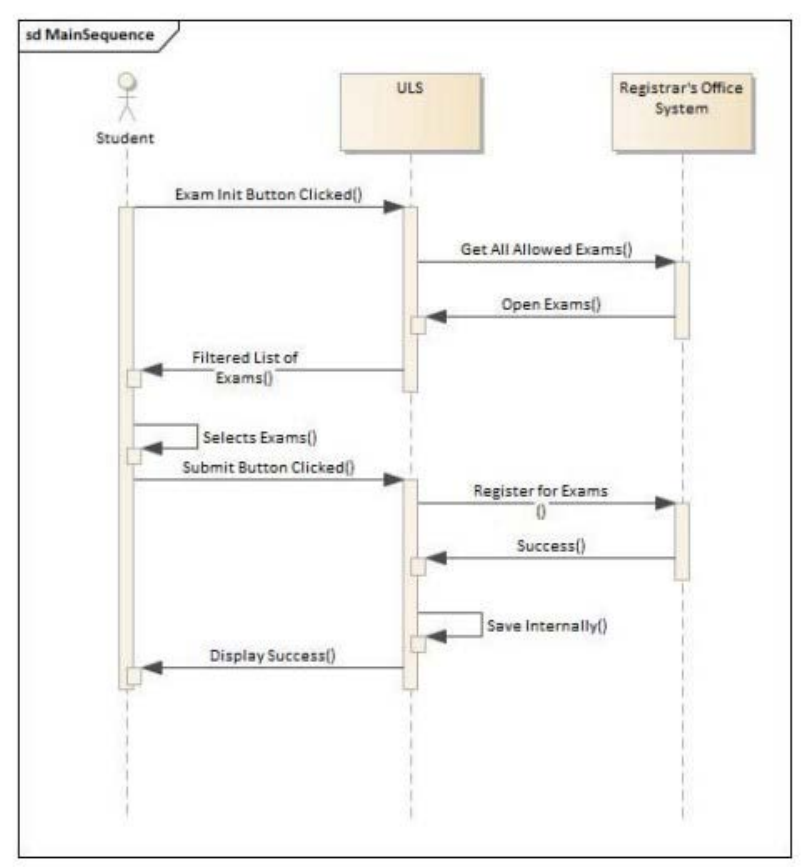 sd MainSequence
Student
ULS
Registrar's Office
System
Exam Init Button Clicked()
Get All Allowed Exams()
Open Exams()
Filtered List of
Exams()
Selects Exams()
Submit Button Clicked()
Register for Exams
()
Success()
Save Internally()
Display Success()